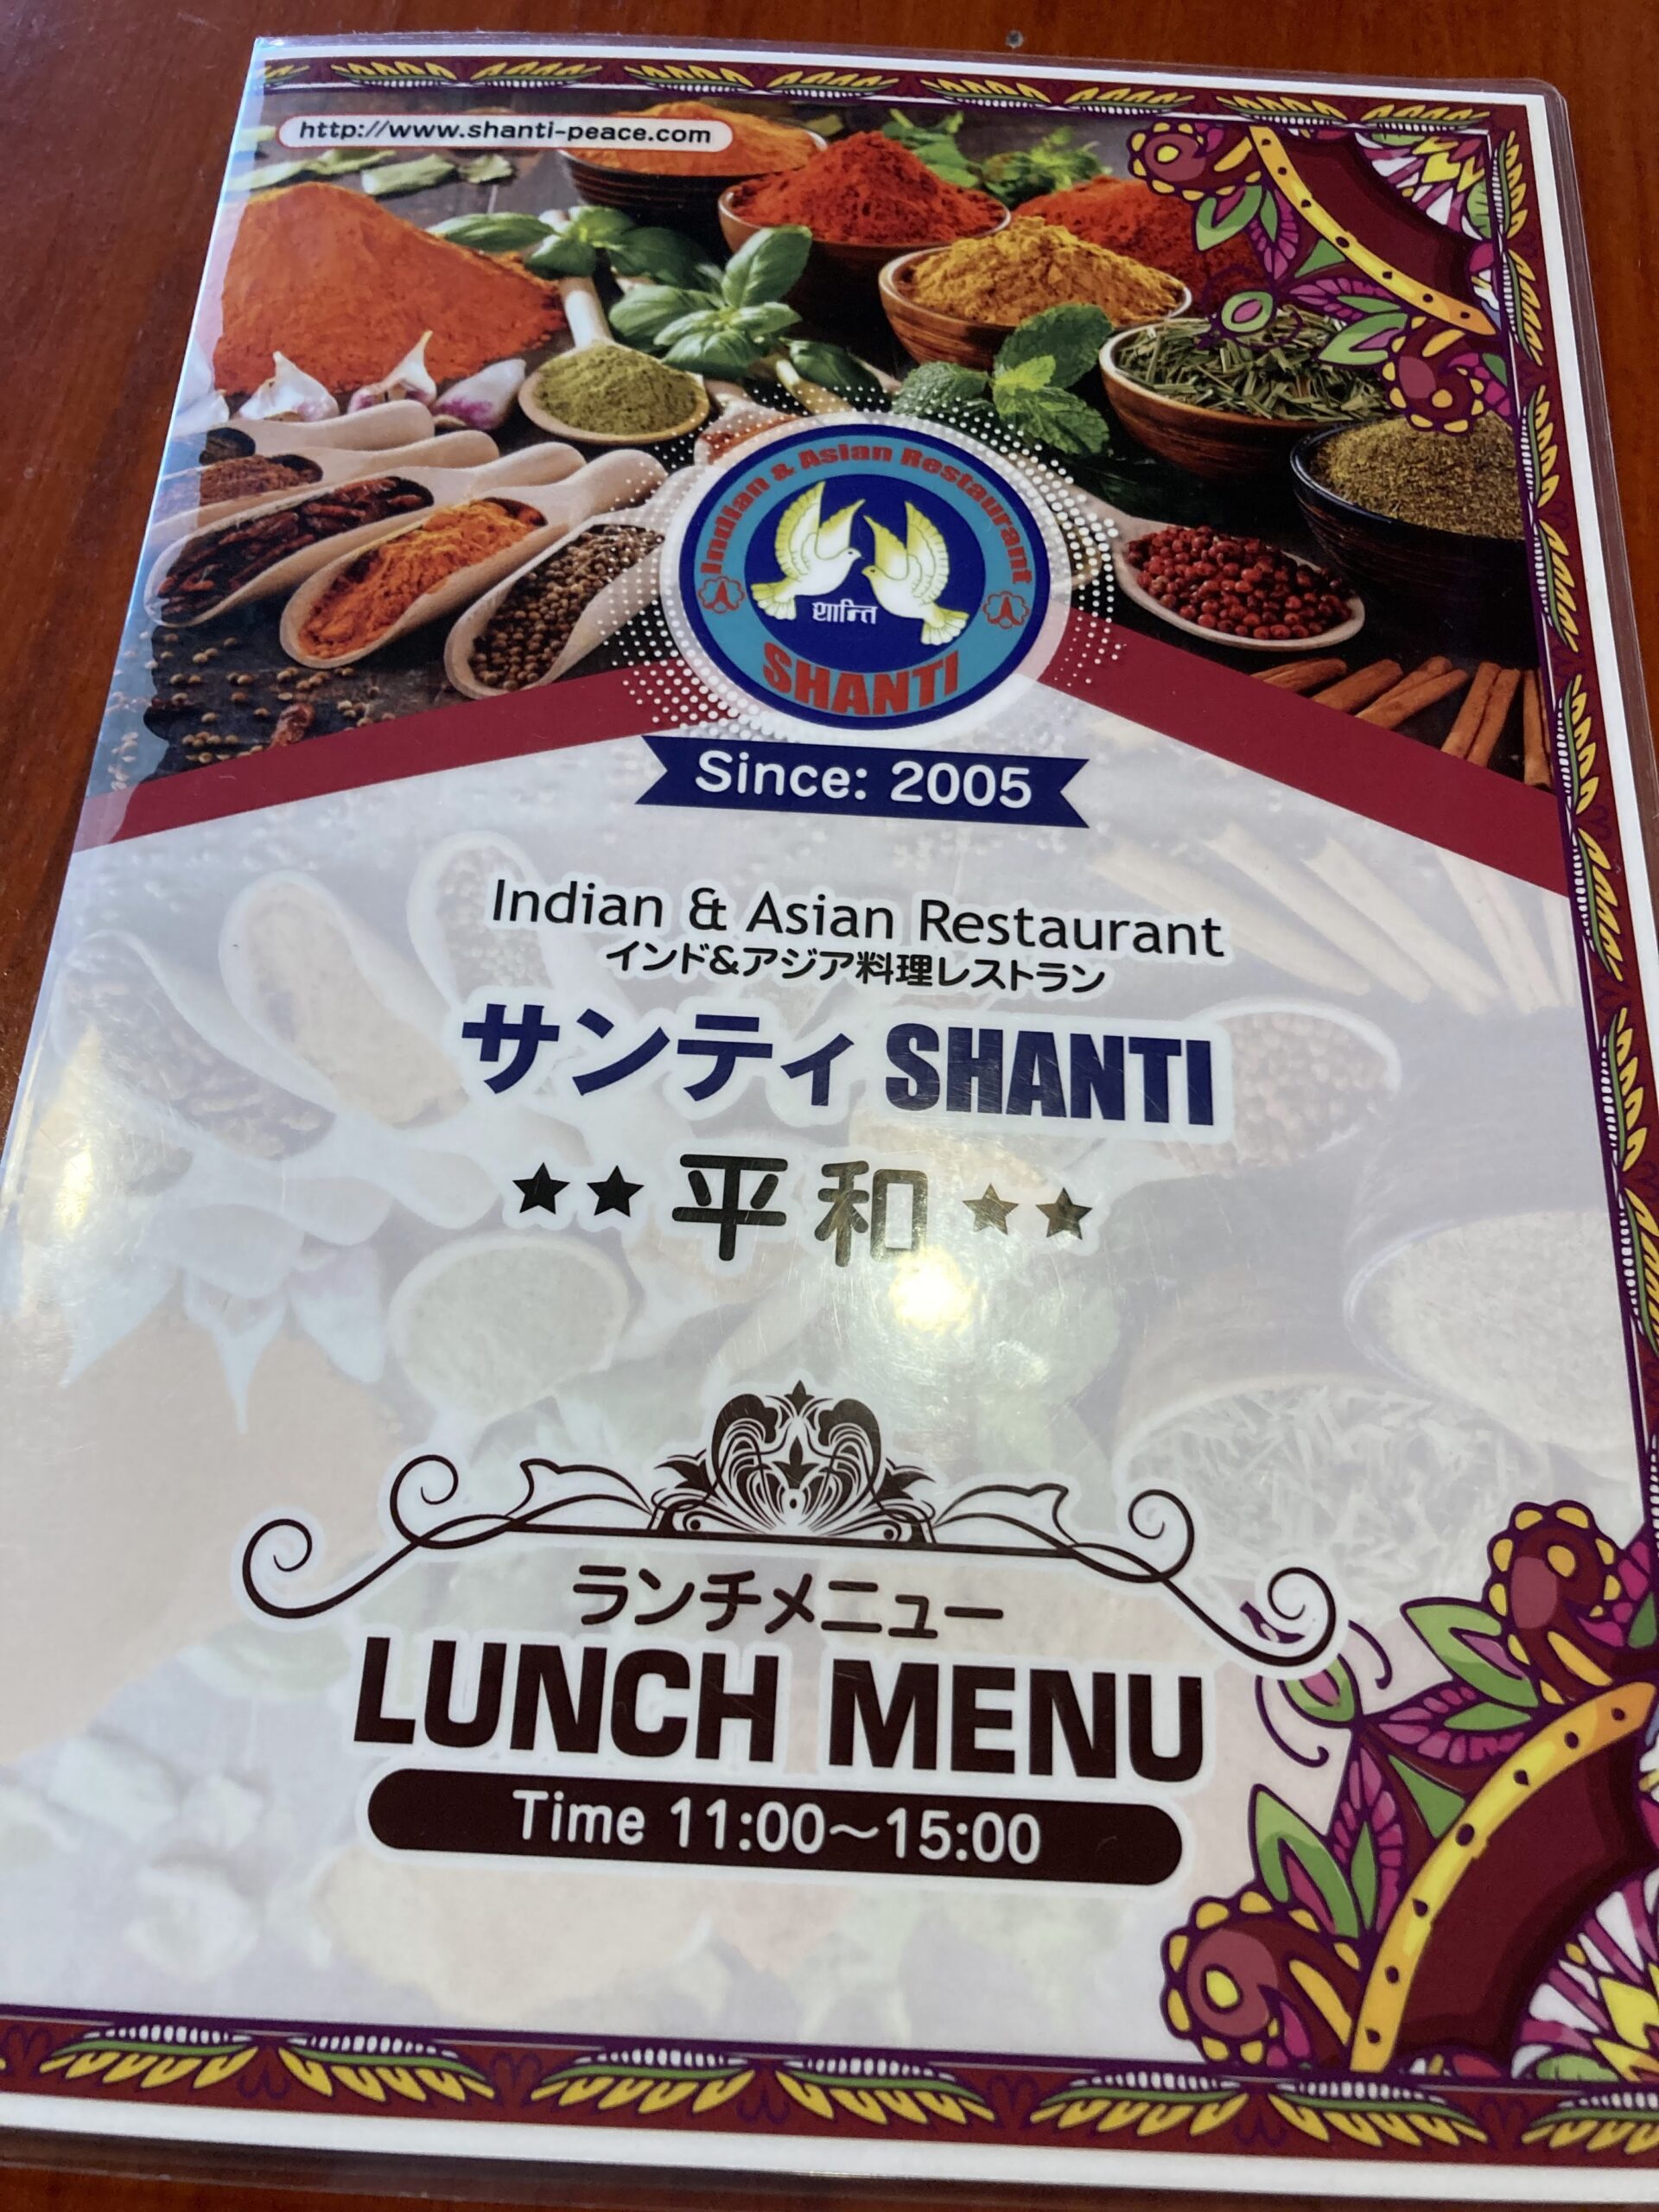 http://www.shanti-peace.com
Indian & Asian Restaurant
शान्ति
SHANTI
Since: 2005
Indian & Asian Restaurant
インド&アジア料理レストラン
サンティ SHANTI
★★ 平和 ★★
ランチメニュー
LUNCH MENU
Time 11:00～15:00